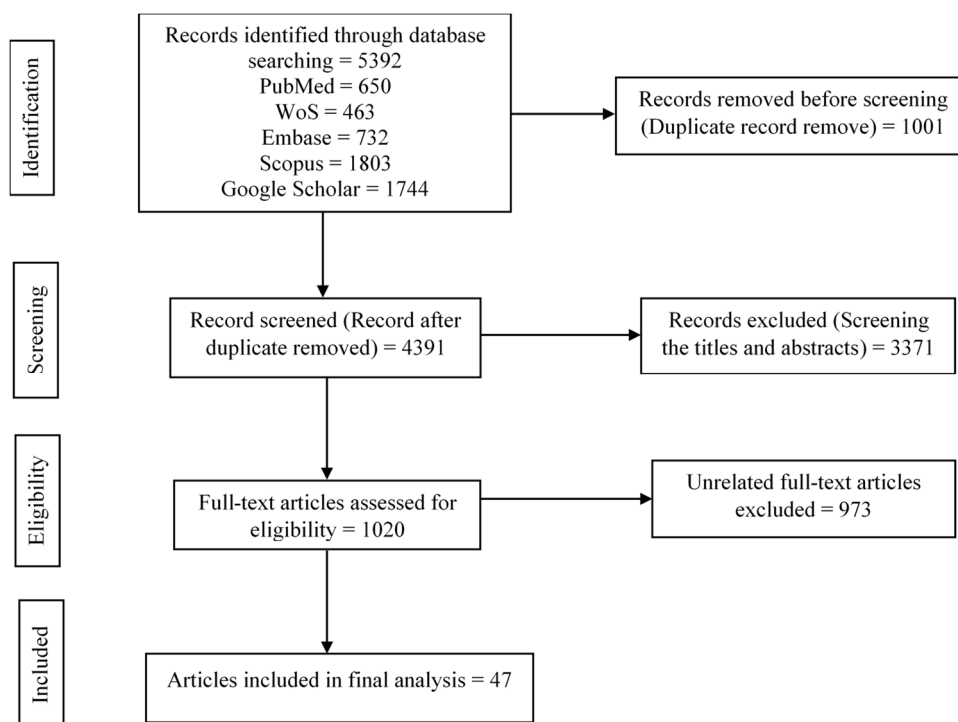 Identification
Records identified through database
searching = 5392
PubMed = 650
WoS = 463
Embase = 732
Scopus = 1803
Google Scholar = 1744
Records removed before screening
(Duplicate record remove) = 1001
Screening
Record screened (Record after
duplicate removed) = 4391
Records excluded (Screening
the titles and abstracts) = 3371
Eligibility
Full-text articles assessed for
eligibility = 1020
Unrelated full-text articles
excluded = 973
Included
Articles included in final analysis = 47